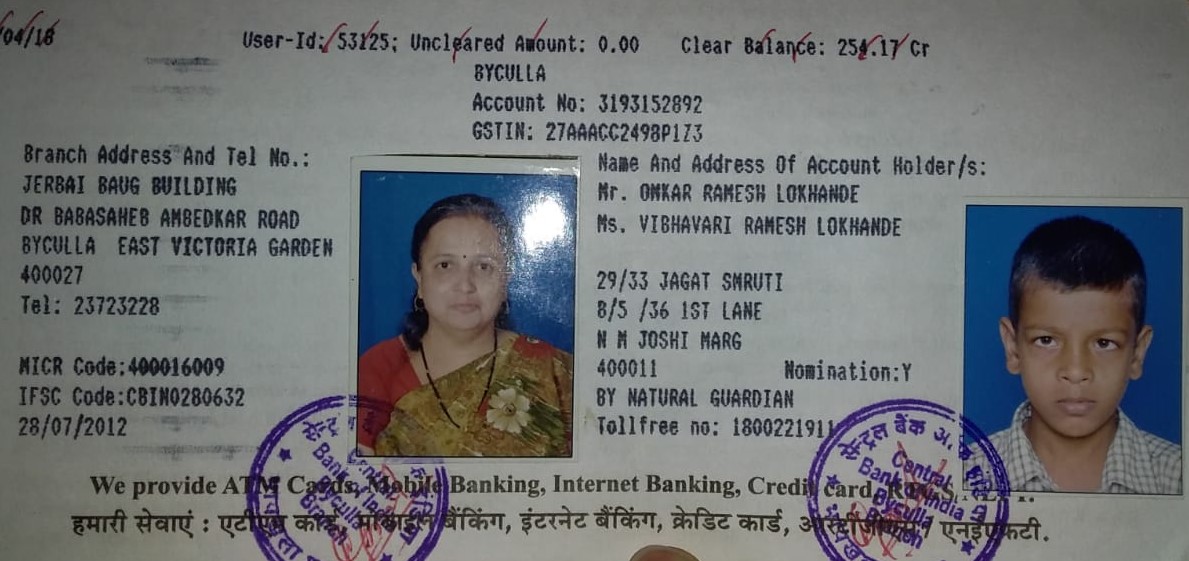 /04/18
User-Id: 53125; Uncleared Amount: 0.00 Clear Balance: 254.17 Cr
BYCULLA
Account No: 3193152892
GSTIN: 27AAACC2498P1Z3
Branch Address And Tel No.:
JERBAI BAUG BUILDING
DR BABASAHEB AMBEDKAR ROAD
BYCULLA EAST VICTORIA GARDEN
400027
Tel: 23723228
MICR Code:400016009
IFSC Code:CBIN0280632
28/07/2012
Name And Address Of Account Holder/s:
Mr. OMKAR RAMESH LOKHANDE
Ms. VIBHAVARI RAMESH LOKHANDE
29/33 JAGAT SMRUTI
8/5 /36 1ST LANE
N M JOSHI MARG
400011 Nomination:Y
BY NATURAL GUARDIAN
Tollfree no: 1800221911
We provide ATM Cards, Mobile Banking, Internet Banking, Credit card,
हमारी सेवाएं : एटीएम कार्ड, मोबाइल बैंकिंग, इंटरनेट बैंकिंग, क्रेडिट कार्ड, आरटीजीएस / एनईएफटी.
सेन्ट्रल बैंक
Central
Bank of India
Byculla
Branch